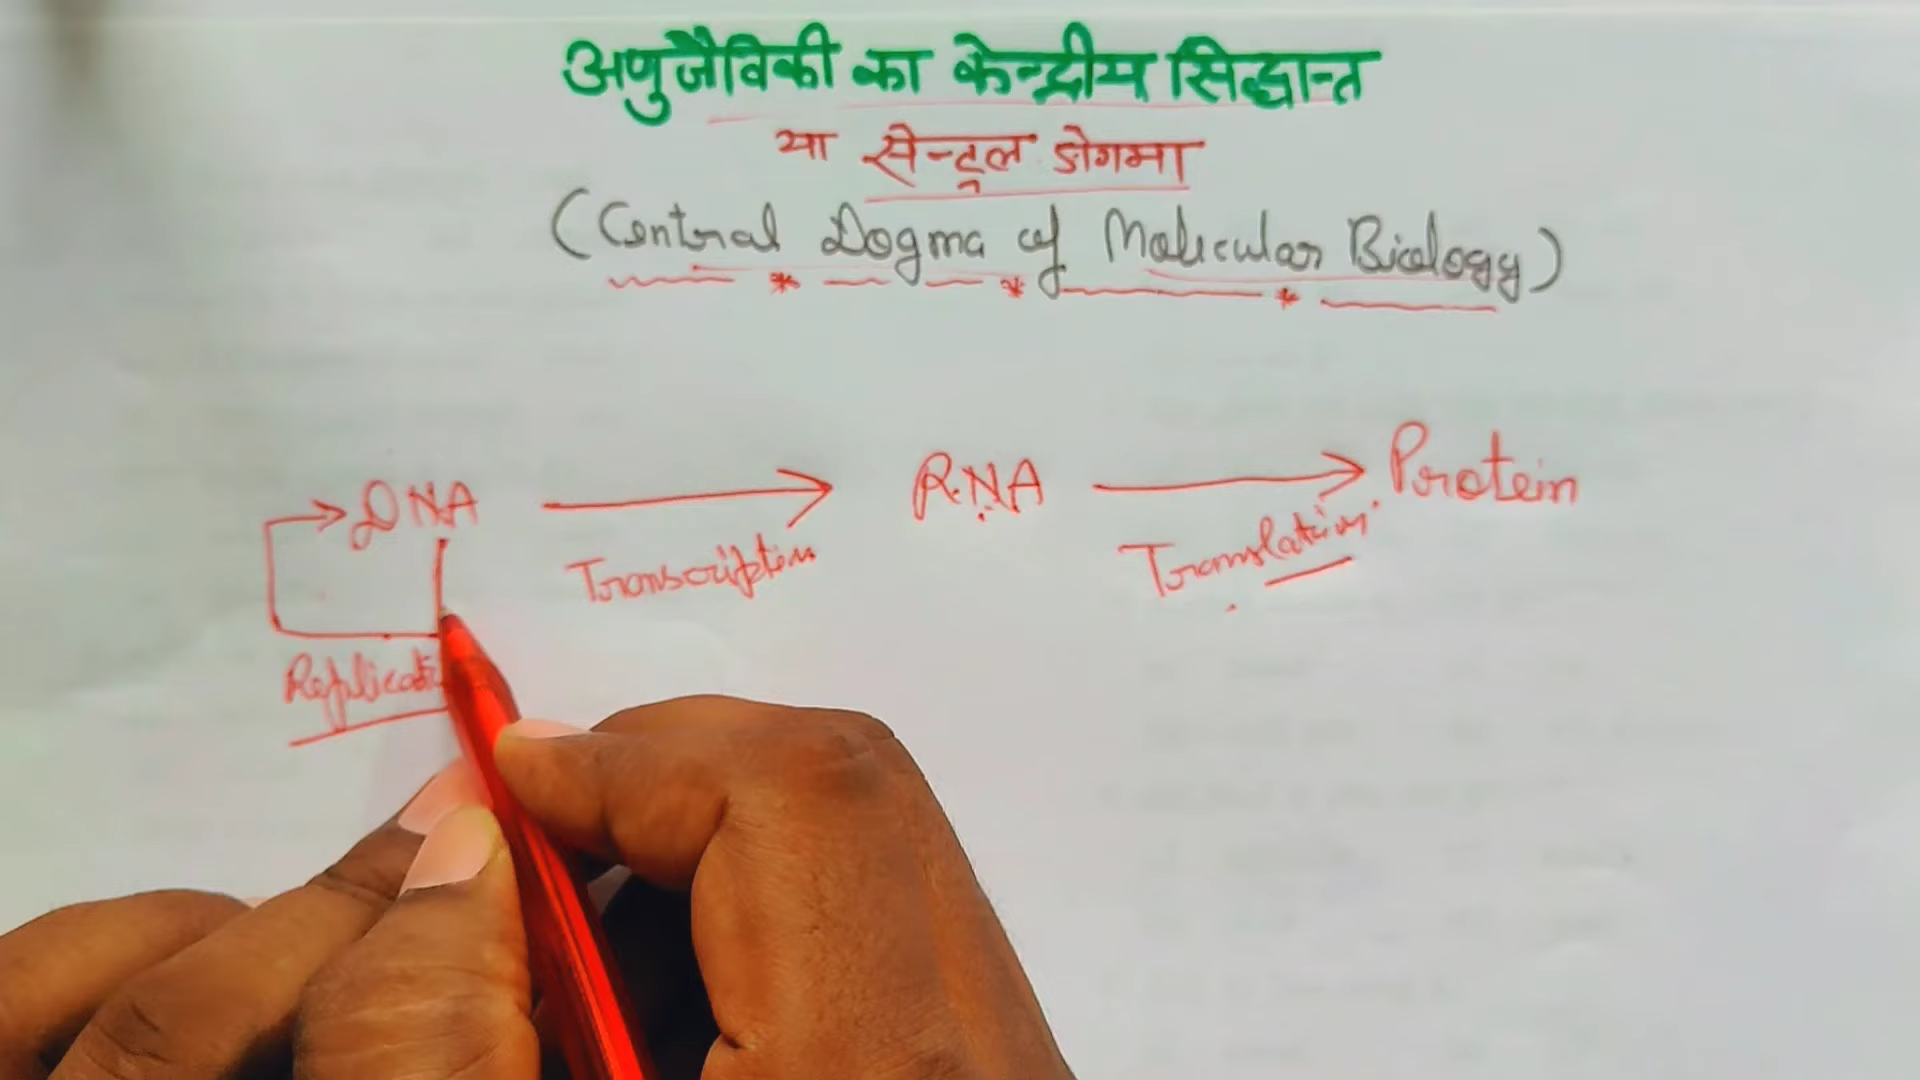 अणुजैविकी का केन्द्रीय सिद्धान्त
या सेन्ट्रल डोगमा
(Central Dogma of Molecular Biology)
DNA RNA Protein
Transcription Translation